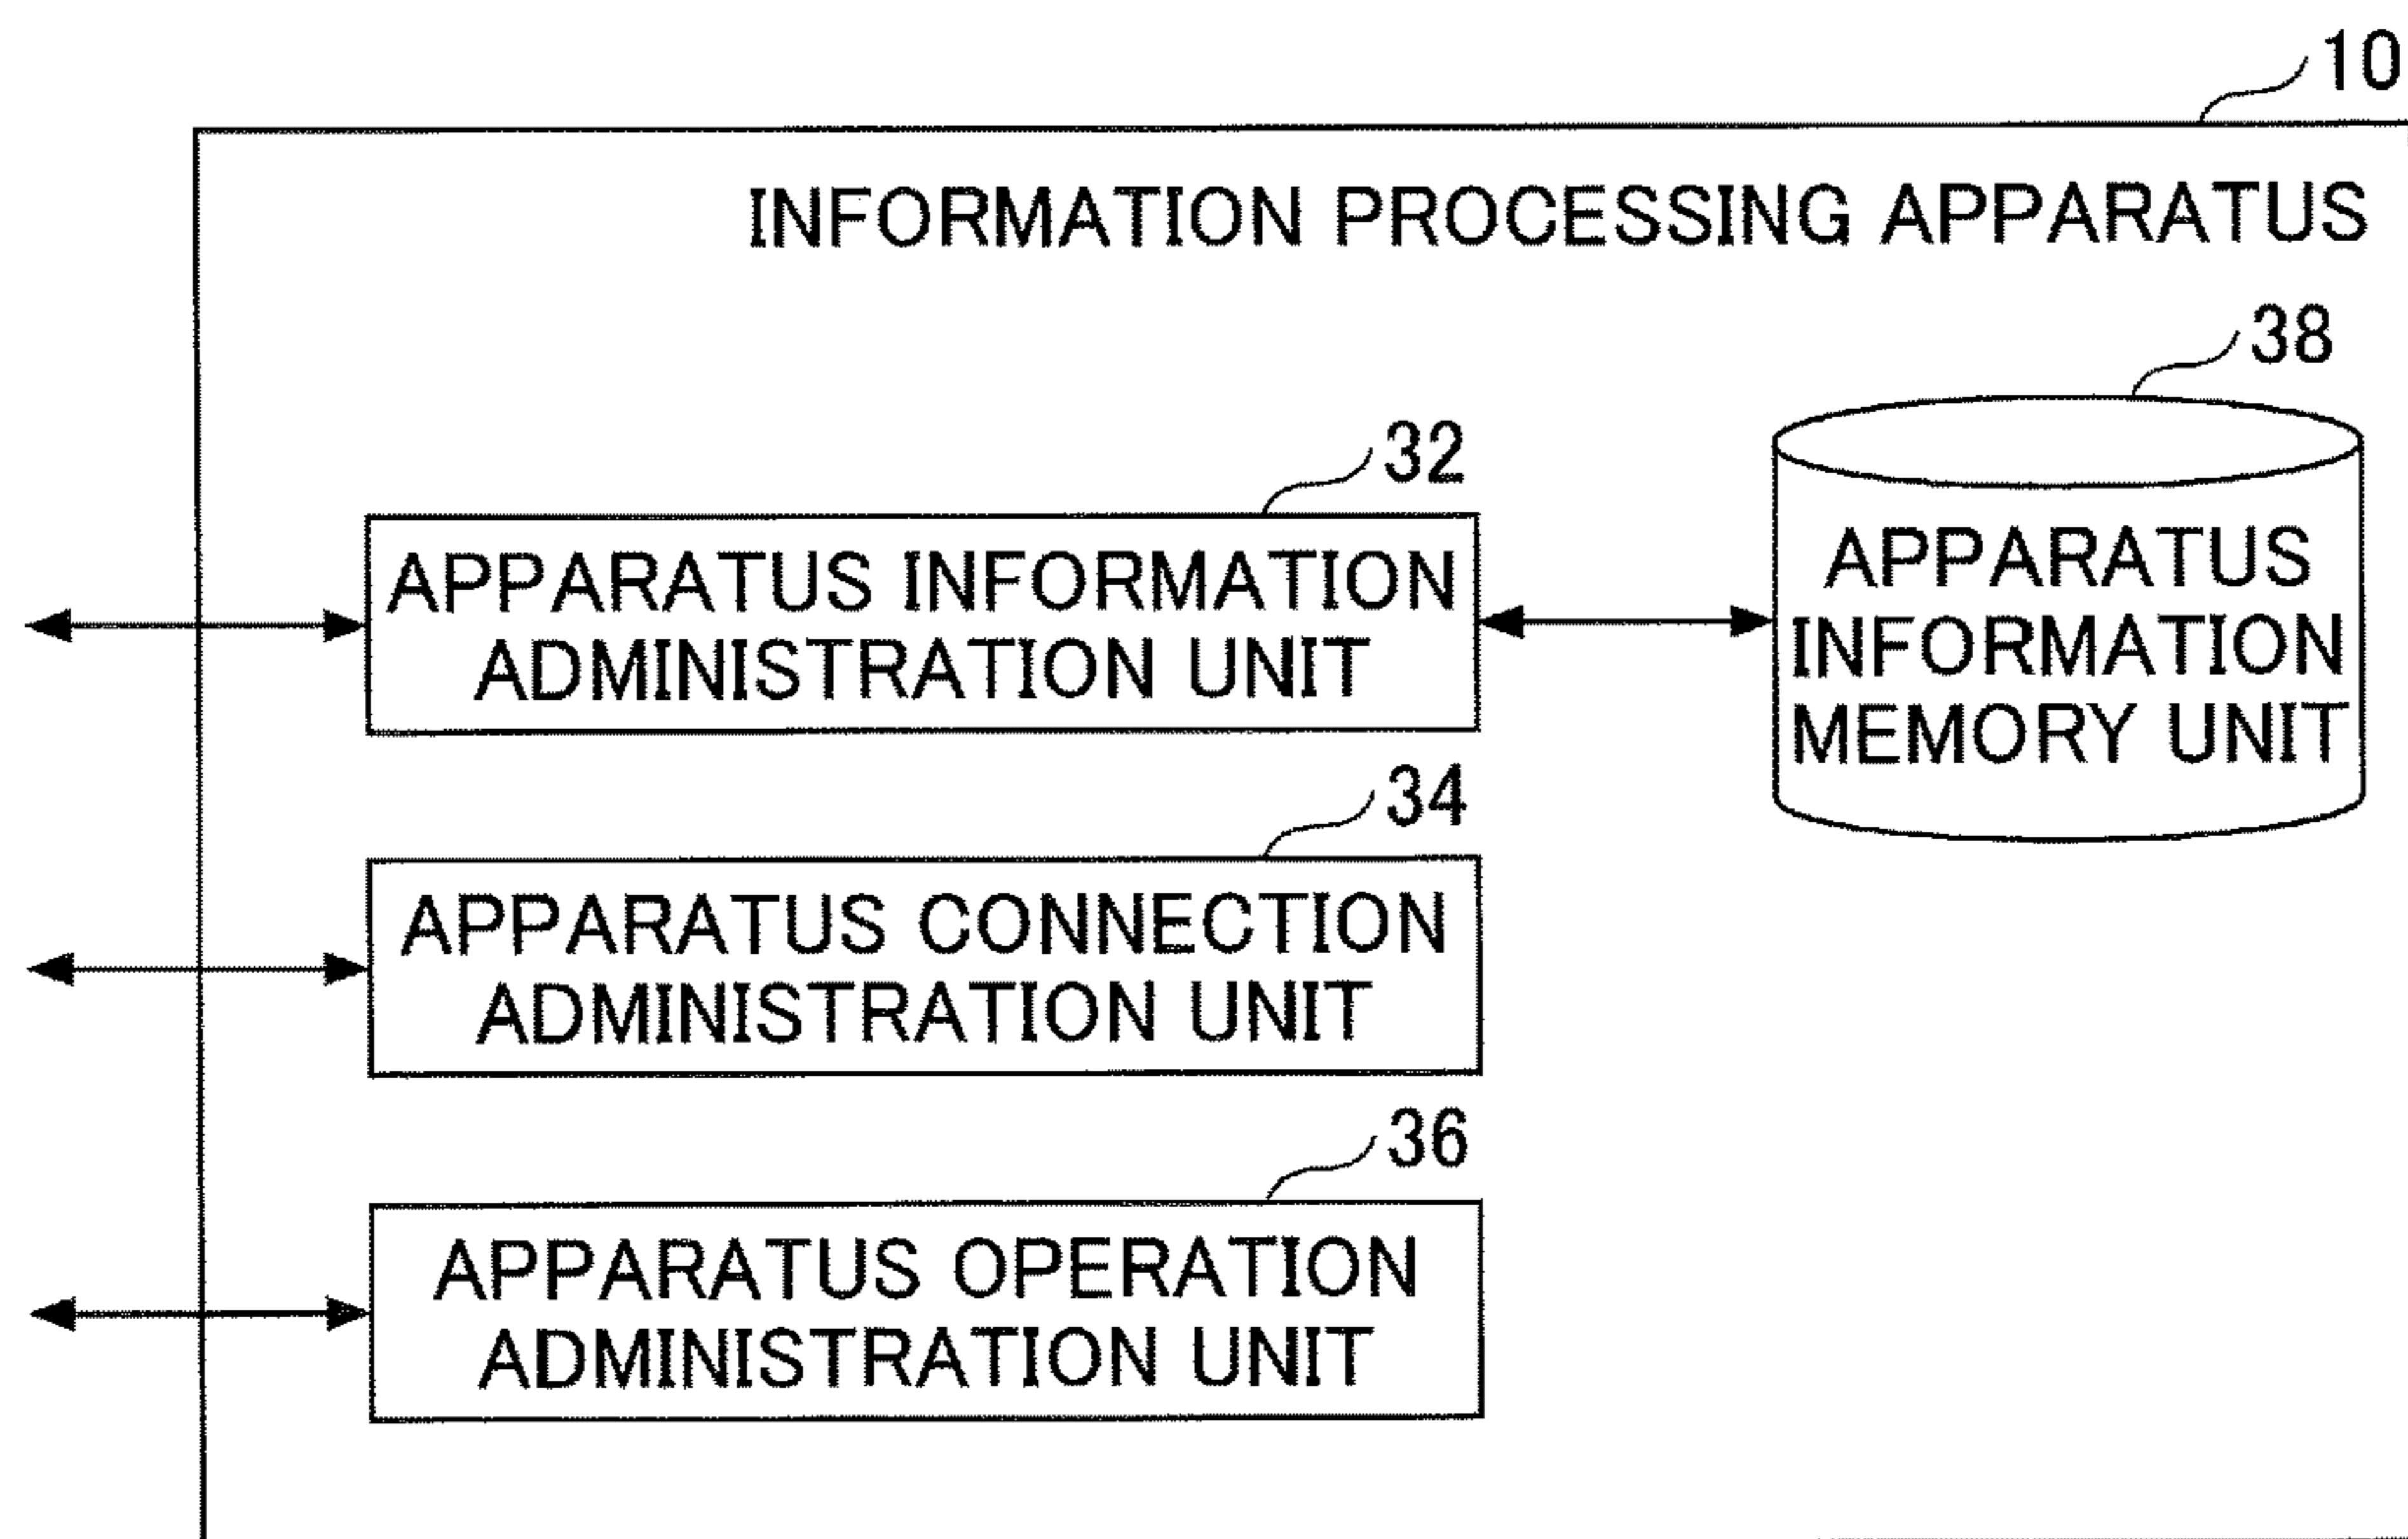 10
INFORMATION PROCESSING APPARATUS
38
32
APPARATUS INFORMATION
ADMINISTRATION UNIT
APPARATUS
INFORMATION
MEMORY UNIT
34
APPARATUS CONNECTION
ADMINISTRATION UNIT
36
APPARATUS OPERATION
ADMINISTRATION UNIT